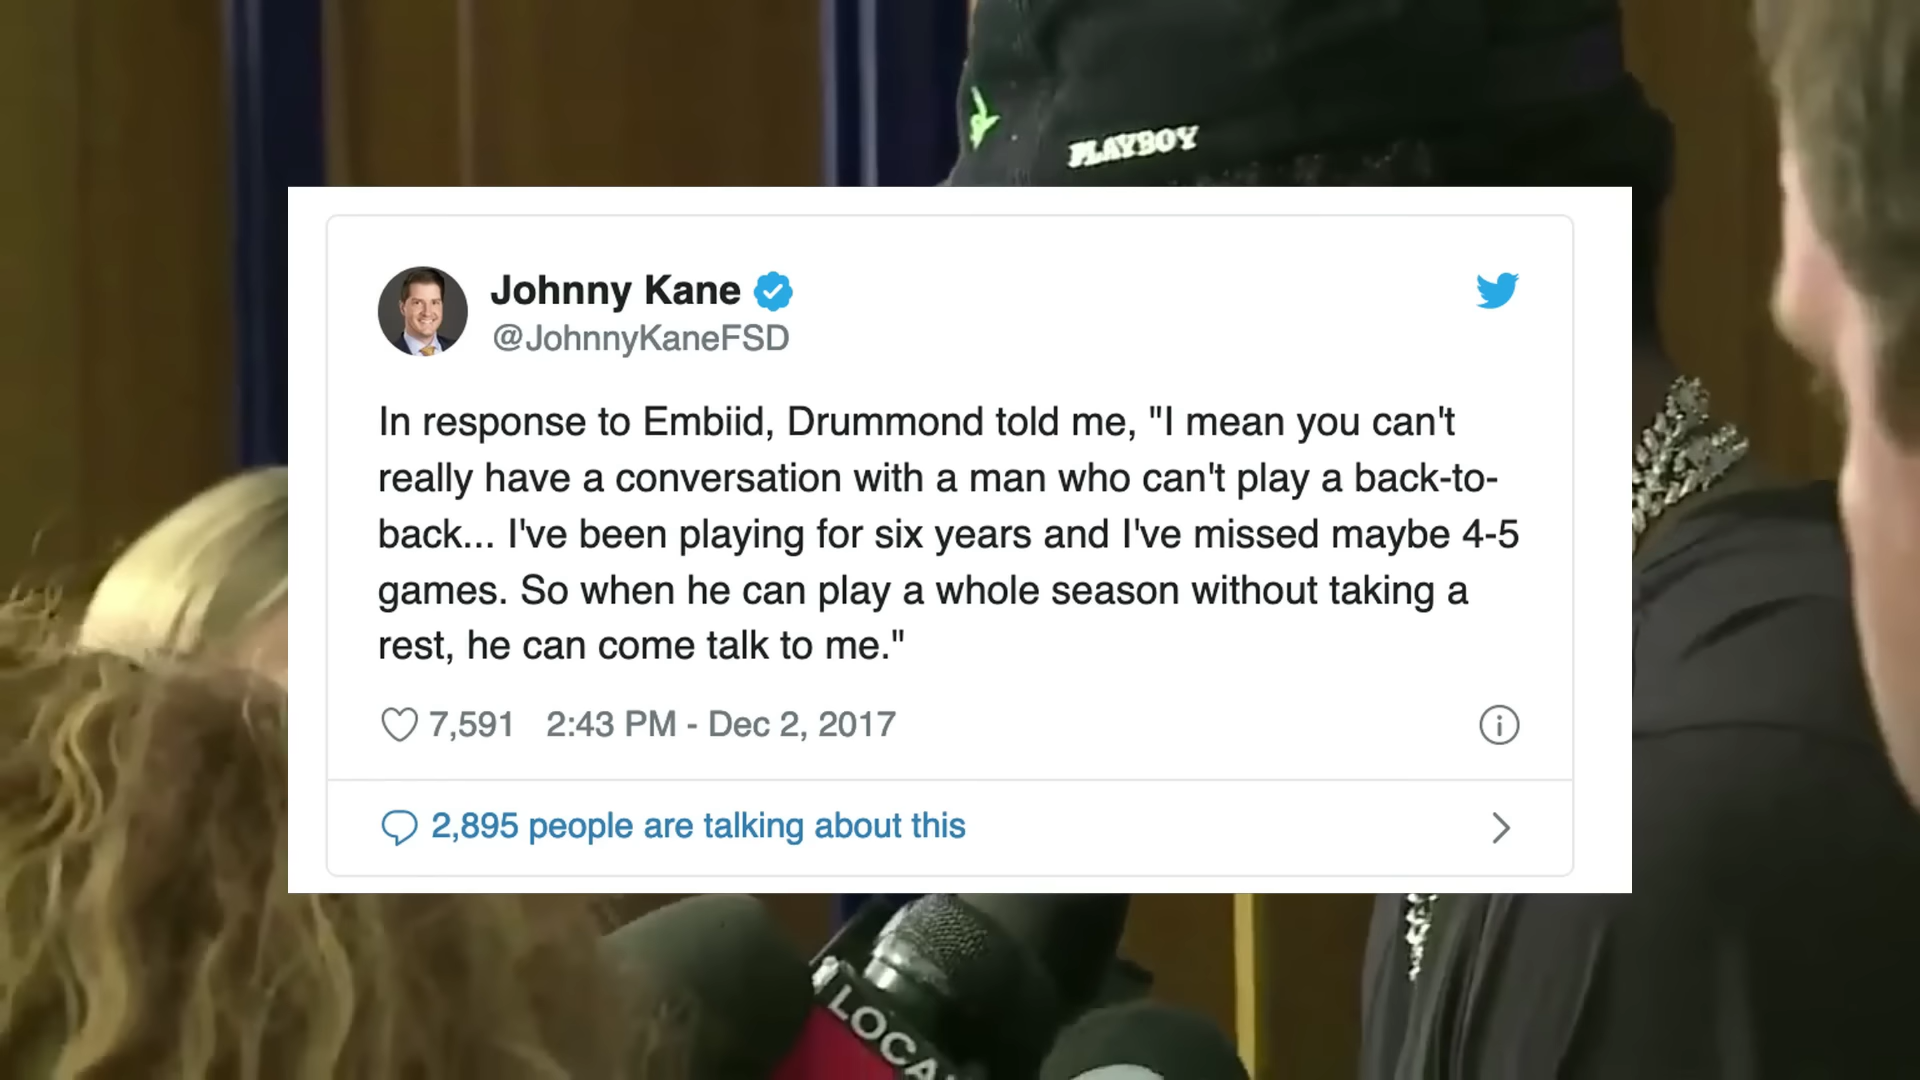 PLAYBOY
Johnny Kane
@JohnnyKaneFSD
In response to Embiid, Drummond told me, "I mean you can't
really have a conversation with a man who can't play a back-to-
back... I've been playing for six years and I've missed maybe 4-5
games. So when he can play a whole season without taking a
rest, he can come talk to me."
7,591 2:43 PM - Dec 2, 2017
2,895 people are talking about this
LOCAL